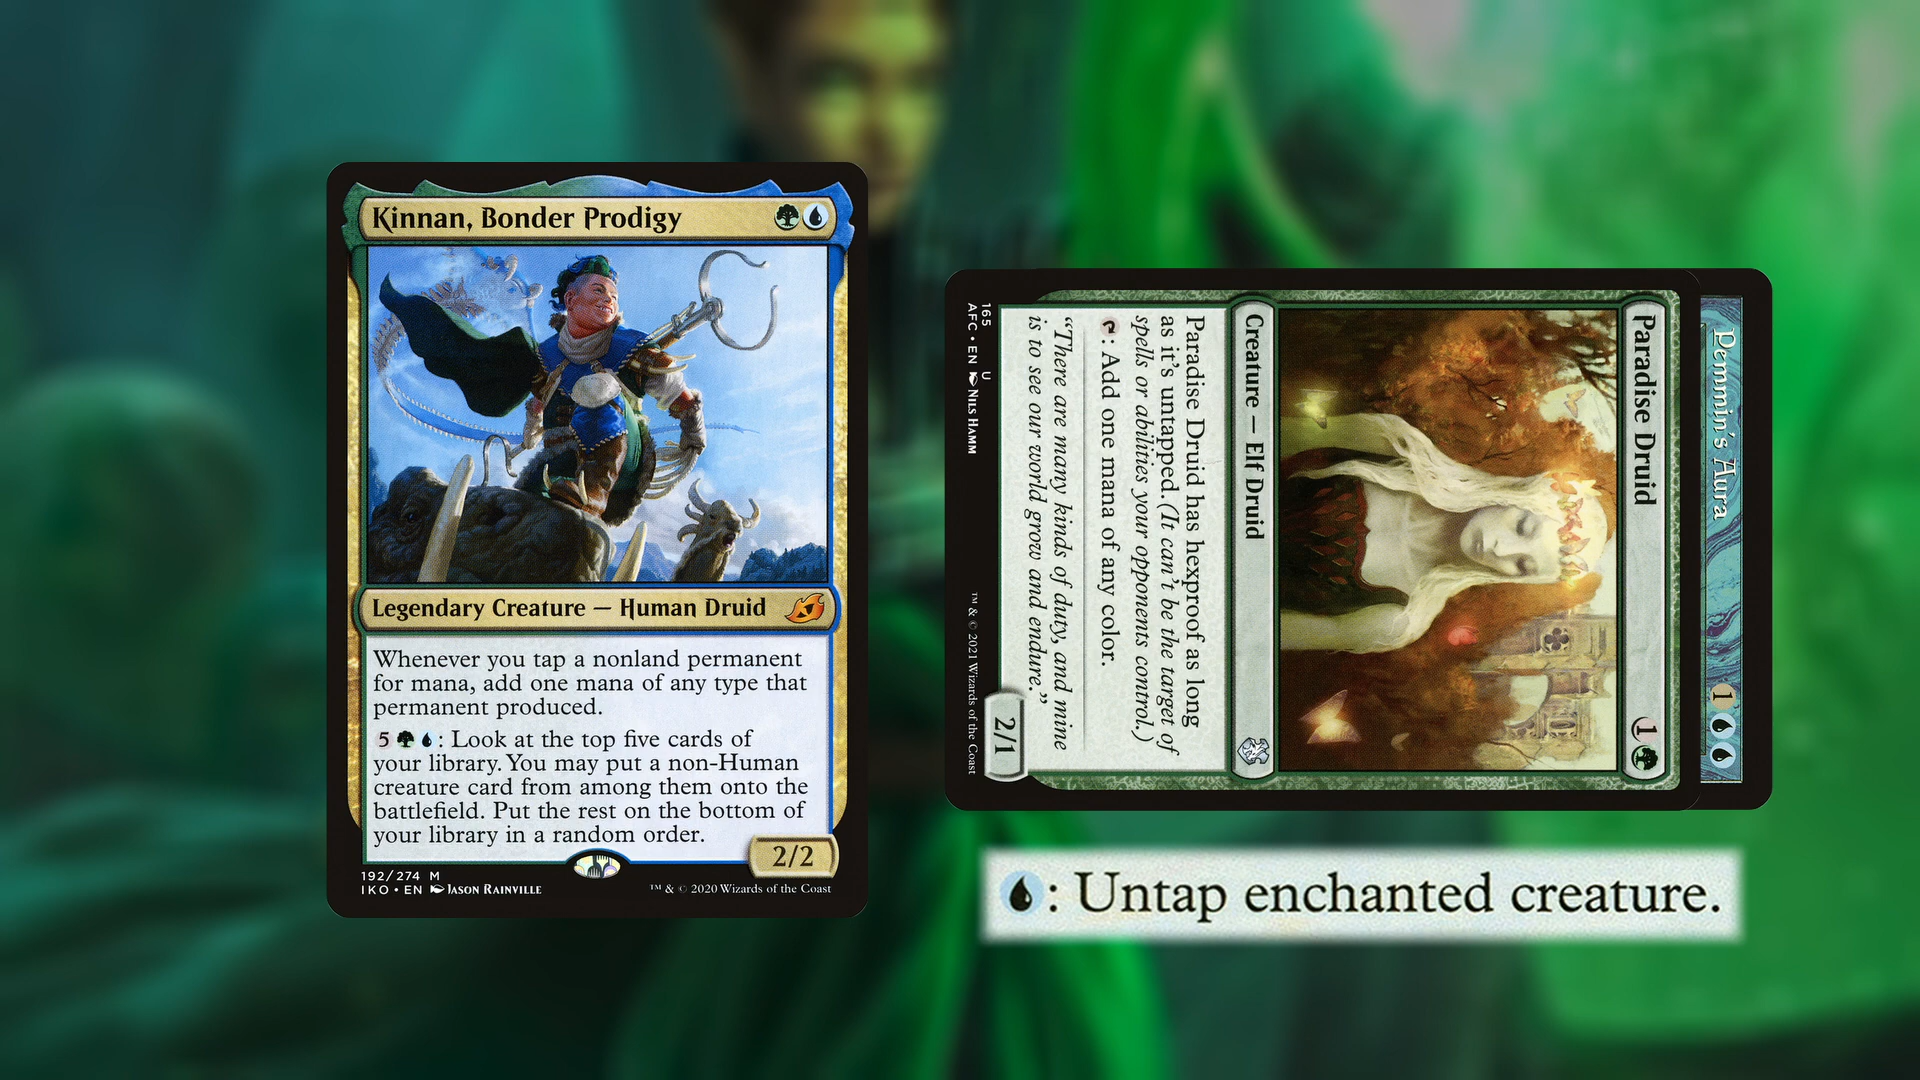 Kinnan, Bonder Prodigy
Legendary Creature — Human Druid
Whenever you tap a nonland permanent
for mana, add one mana of any type that
permanent produced.
5 : Look at the top five cards of
your library. You may put a non-Human
creature card from among them onto the
battlefield. Put the rest on the bottom of
your library in a random order.
2/2
192/274 M
IKO • EN Jason Rainville
™ & © 2020 Wizards of the Coast
Pemmin's Aura
1
Paradise Druid
1
Creature — Elf Druid
Paradise Druid has hexproof as long
as it's untapped. (It can't be the target of
spells or abilities your opponents control.)
: Add one mana of any color.
"There are many kinds of duty, and mine
is to see our world grow and endure."
2/1
165 U
AFC • EN Nils Hamm
™ & © 2021 Wizards of the Coast
: Untap enchanted creature.